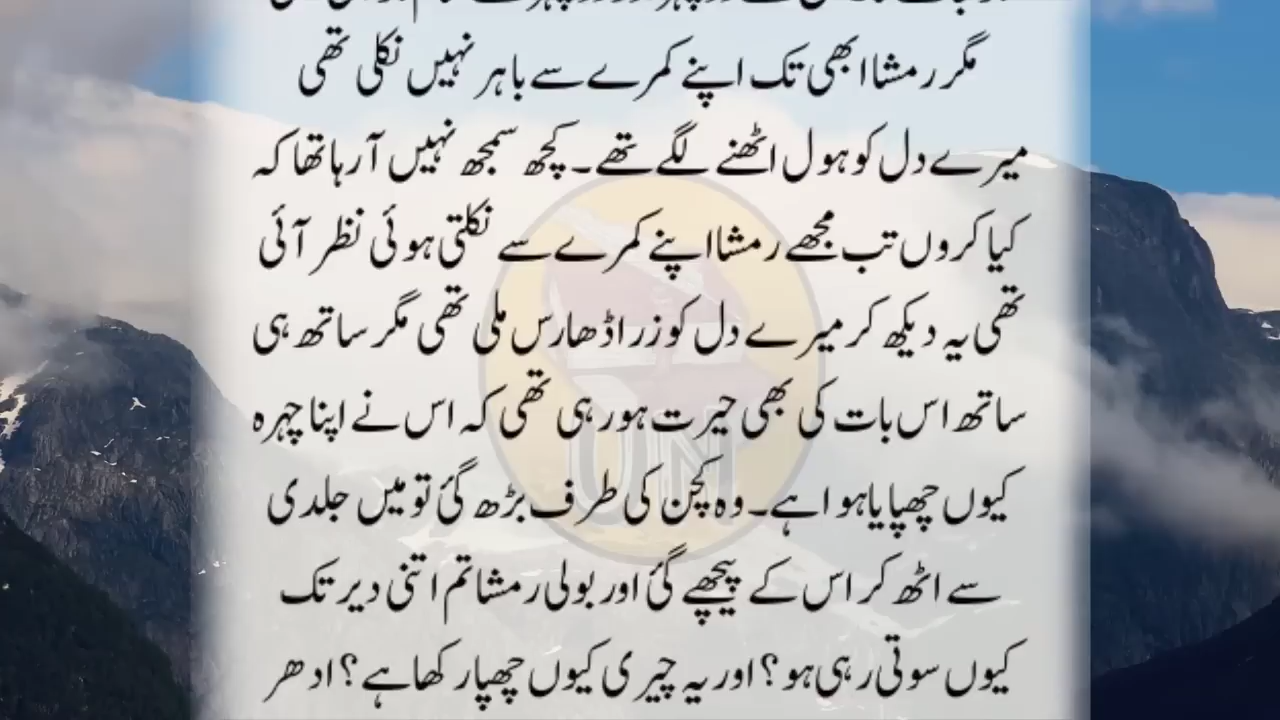 مگر رمشا ابھی تک اپنے کمرے سے باہر نہیں نکلی تھی
میرے دل کو ہول اٹھنے لگے تھے۔ کچھ سمجھ نہیں آ رہا تھا کہ
کیا کروں تب مجھے رمشا اپنے کمرے سے نکلتی ہوئی نظر آئی
تھی یہ دیکھ کر میرے دل کو زرا ڈھارس ملی تھی مگر ساتھ ہی
ساتھ اس بات کی بھی حیرت ہو رہی تھی کہ اس نے اپنا چہرہ
کیوں چھپایا ہوا ہے۔ وہ کچن کی طرف بڑھ گئ تو میں جلدی
سے اٹھ کر اس کے پیچھے گئ اور بولی رمشا تم اتنی دیر تک
کیوں سوتی رہی ہو؟ اور یہ چیری کیوں چھپا رکھا ہے؟ ادھر
UN